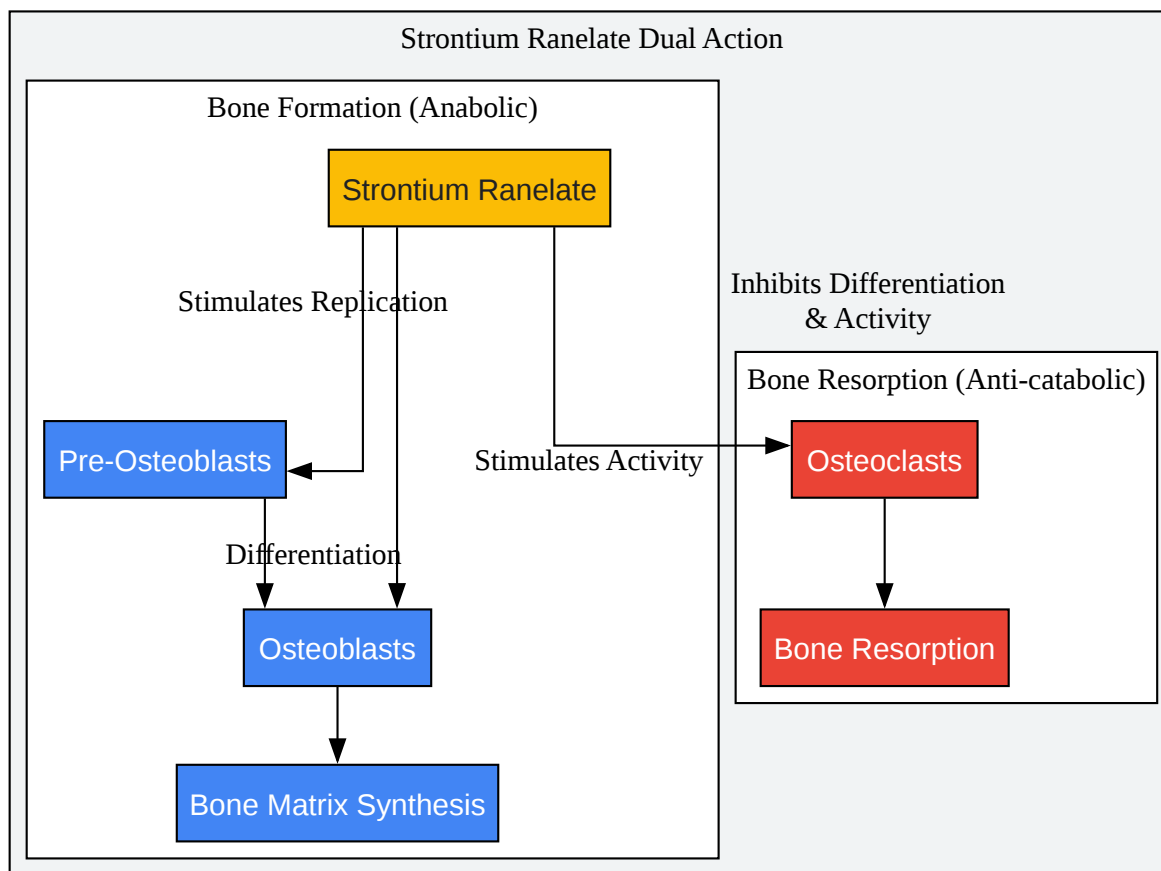 Strontium Ranelate Dual Action
Bone Formation (Anabolic)
Strontium Ranelate
Stimulates Replication
Inhibits Differentiation
& Activity
Bone Resorption (Anti-catabolic)
Pre-Osteoblasts
Stimulates Activity
Osteoclasts
Differentiation
Osteoblasts
Bone Resorption
Bone Matrix Synthesis